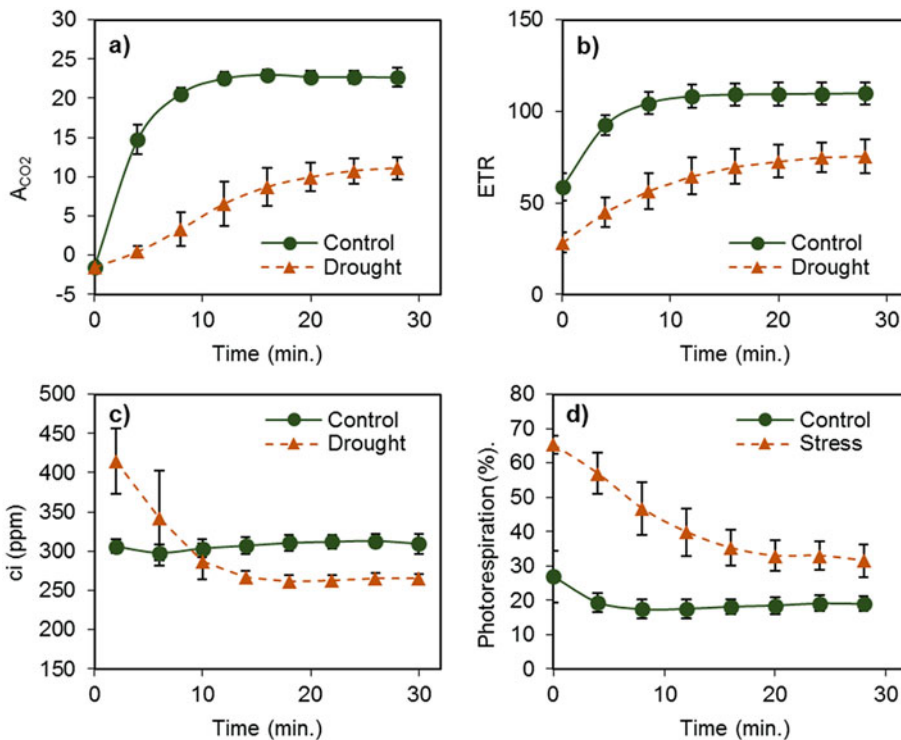 a)
30
25
20
15
10
5
0
-5
A_CO2
Control
Drought
0 10 20 30
Time (min.)
b)
100
50
0
ETR
Control
Drought
0 10 20 30
Time (min.)
c)
500
450
400
350
300
250
200
150
ci (ppm)
Control
Drought
0 10 20 30
Time (min.)
d)
80
70
60
50
40
30
20
10
0
Photorespiration (%).
Control
Stress
0 10 20 30
Time (min.)